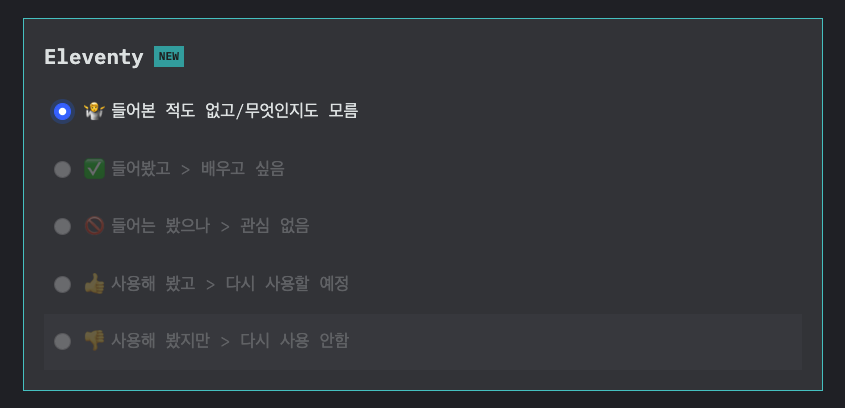 Eleventy NEW
🤷 들어본 적도 없고/무엇인지도 모름
✅ 들어봤고 > 배우고 싶음
🚫 들어는 봤으나 > 관심 없음
👍 사용해 봤고 > 다시 사용할 예정
👎 사용해 봤지만 > 다시 사용 안함